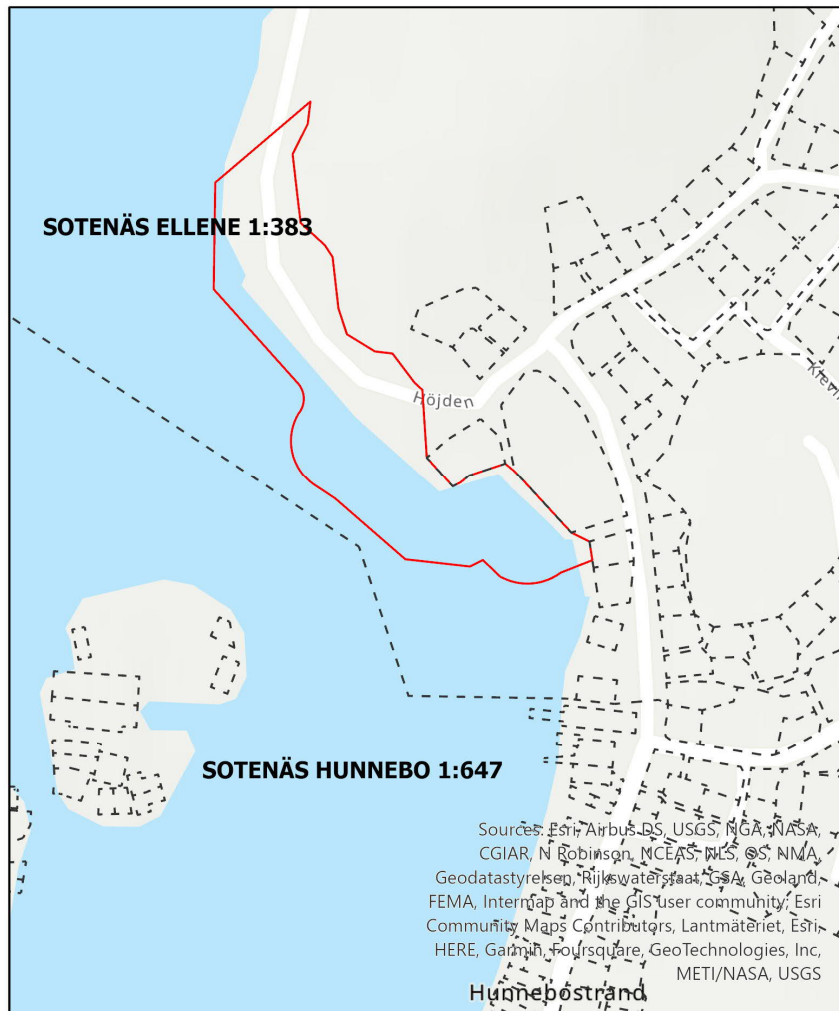 SOTENÄS ELLENE 1:383
Höjden
SOTENÄS HUNNEBO 1:647
Sources: Esri, Airbus DS, USGS, NGA, NASA,
CGIAR, N Robinson, NCEAS, NLS, OS, NMA,
Geodatastyrelsen, Rijkswaterstaat, GSA, Geoland,
FEMA, Intermap and the GIS user community, Esri
Community Maps Contributors, Lantmäteriet, Esri,
HERE, Garmin, Foursquare, GeoTechnologies, Inc,
METI/NASA, USGS
Hunnebostrand